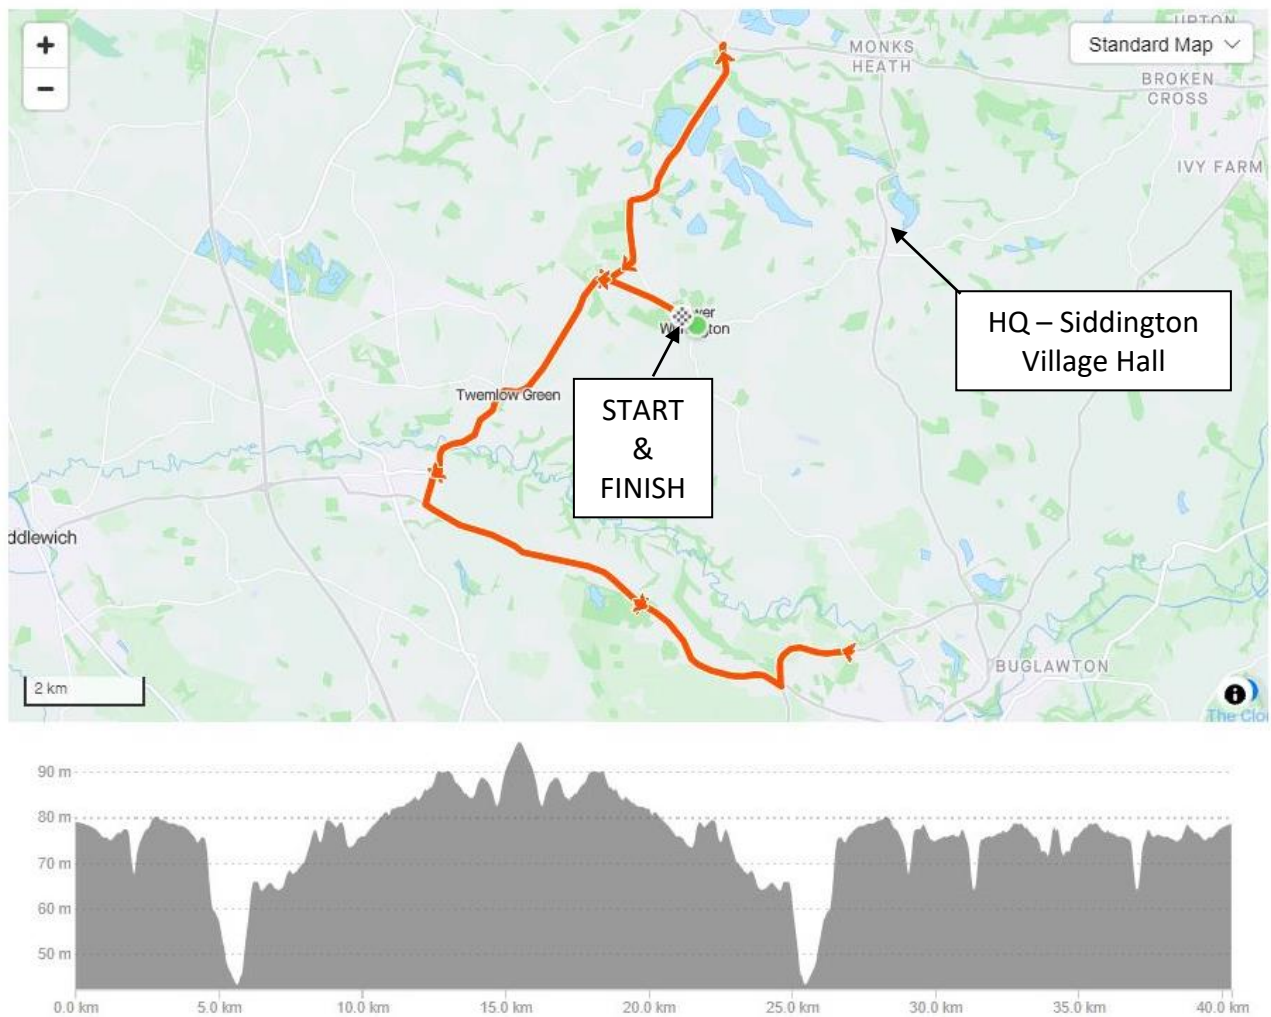 UPTON
+
Standard Map
MONKS
HEATH
−
BROKEN
CROSS
IVY FARM
HQ – Siddington
Village Hall
START
&
FINISH
Twemlow Green
ddlewich
BUGLAWTON
2 km
i
The Clo
90 m
80 m
70 m
60 m
50 m
0.0 km
5.0 km
10.0 km
15.0 km
20.0 km
25.0 km
30.0 km
35.0 km
40.0 km